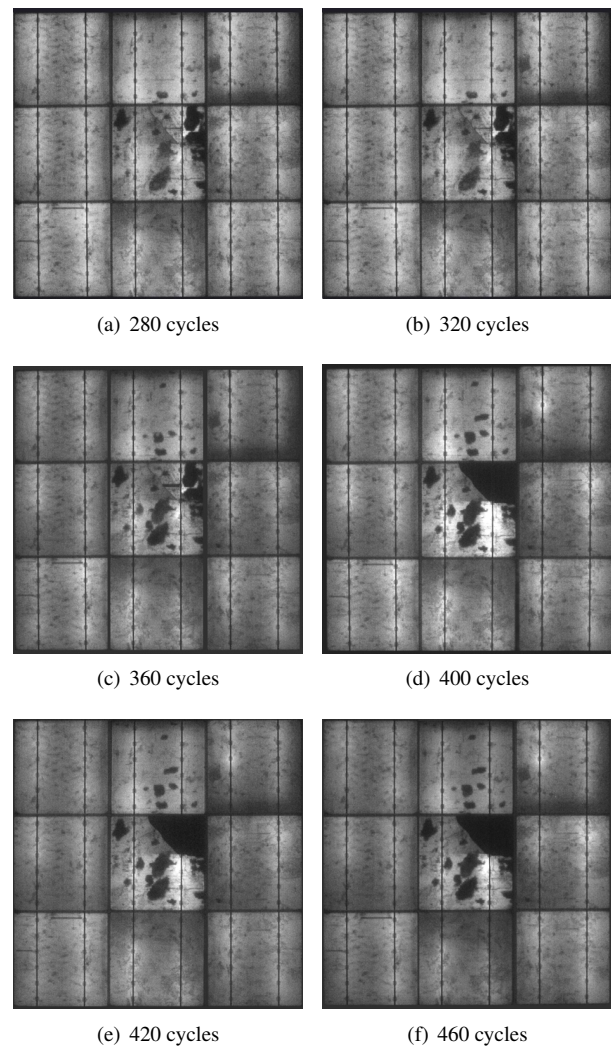 (a) 280 cycles
(b) 320 cycles
(c) 360 cycles
(d) 400 cycles
(e) 420 cycles
(f) 460 cycles